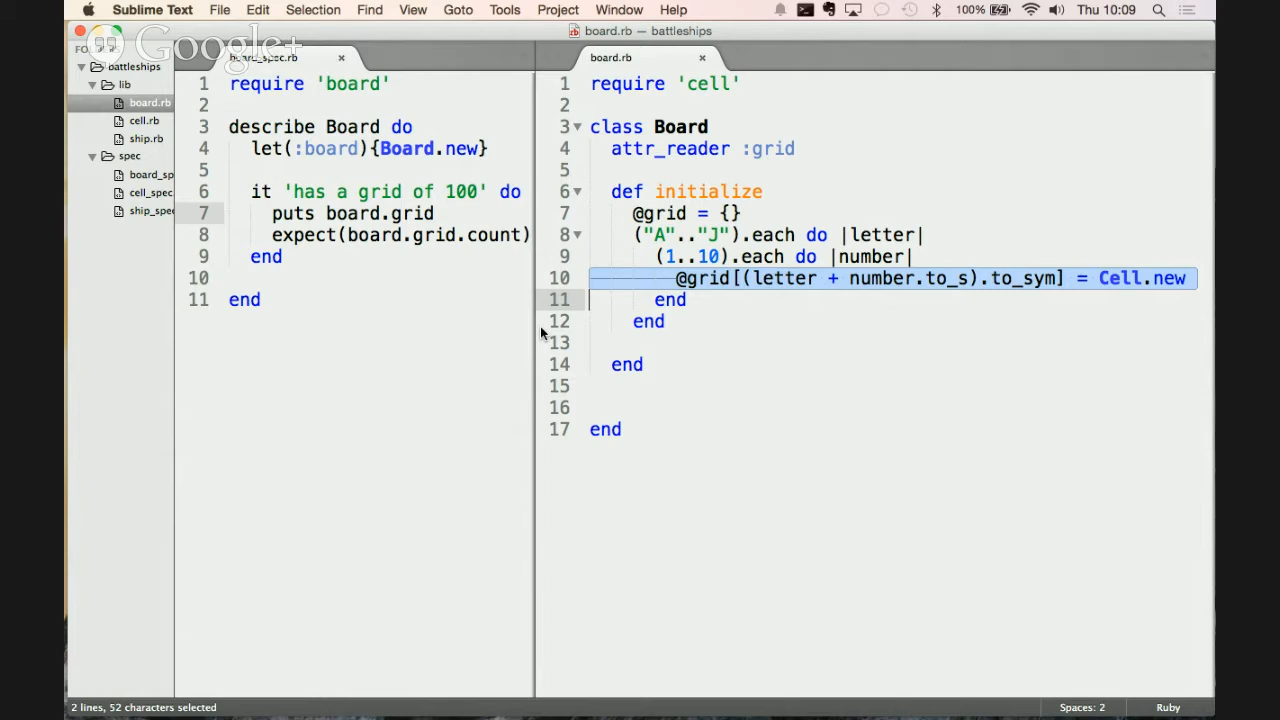 Sublime Text File Edit Selection Find View Goto Tools Project Window Help 100% Thu 10:09
board.rb — battleships
Google+
board_spec.rb ×
board.rb ×
battleships
lib
board.rb
cell.rb
ship.rb
spec
board_sp
cell_spec
ship_spec
1 require 'board'
2
3 describe Board do
4 let(:board){Board.new}
5
6 it 'has a grid of 100' do
7 puts board.grid
8 expect(board.grid.count)
9 end
10
11 end
1 require 'cell'
2
3 class Board
4 attr_reader :grid
5
6 def initialize
7 @grid = {}
8 ("A".."J").each do |letter|
9 (1..10).each do |number|
10 @grid[(letter + number.to_s).to_sym] = Cell.new
11 end
12 end
13
14 end
15
16
17 end
2 lines, 52 characters selected
Spaces: 2
Ruby